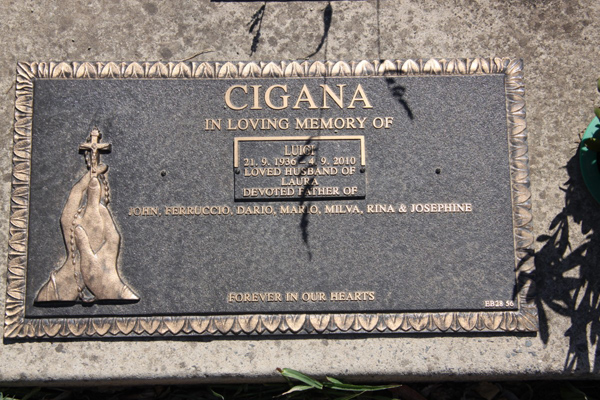 CIGANA
IN LOVING MEMORY OF
LUIGI
21. 9. 1936 – 4. 9. 2010
LOVED HUSBAND OF
LAURA
DEVOTED FATHER OF
JOHN, FERRUCCIO, DARIO, MARIO, MILVA, RINA & JOSEPHINE
FOREVER IN OUR HEARTS
EB28 56